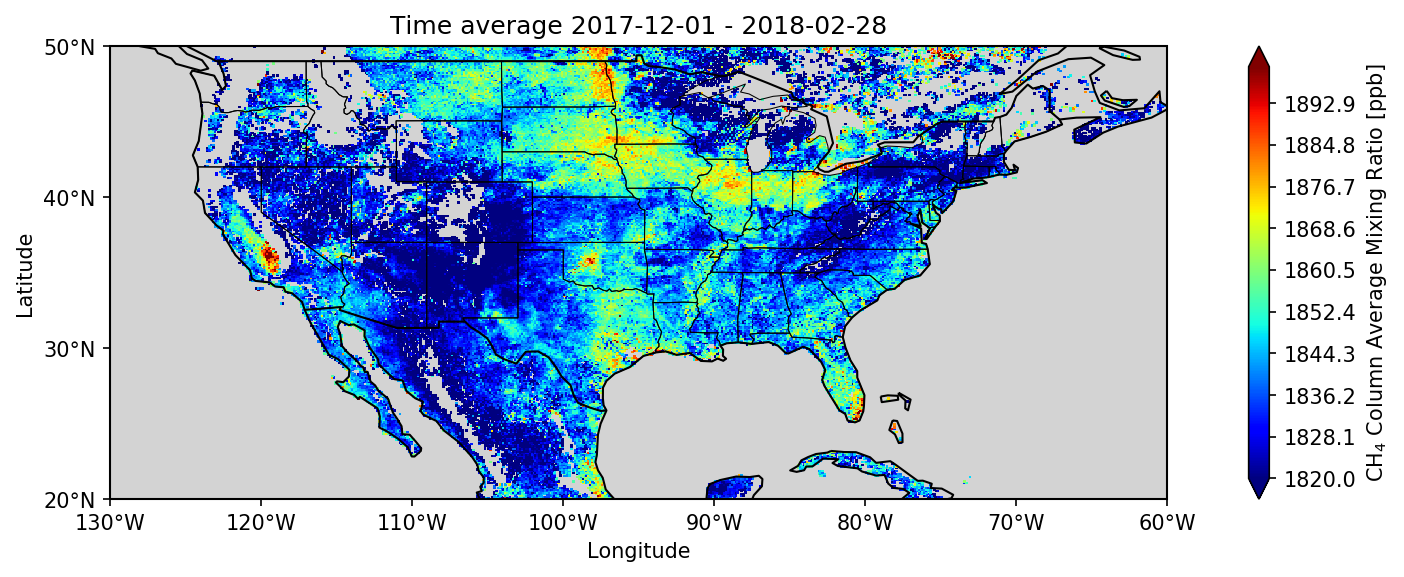 Time average 2017-12-01 - 2018-02-28
50°N
40°N
30°N
20°N
Latitude
130°W
120°W
110°W
100°W
90°W
80°W
70°W
60°W
Longitude
1892.9
1884.8
1876.7
1868.6
1860.5
1852.4
1844.3
1836.2
1828.1
1820.0
CH₄ Column Average Mixing Ratio [ppb]